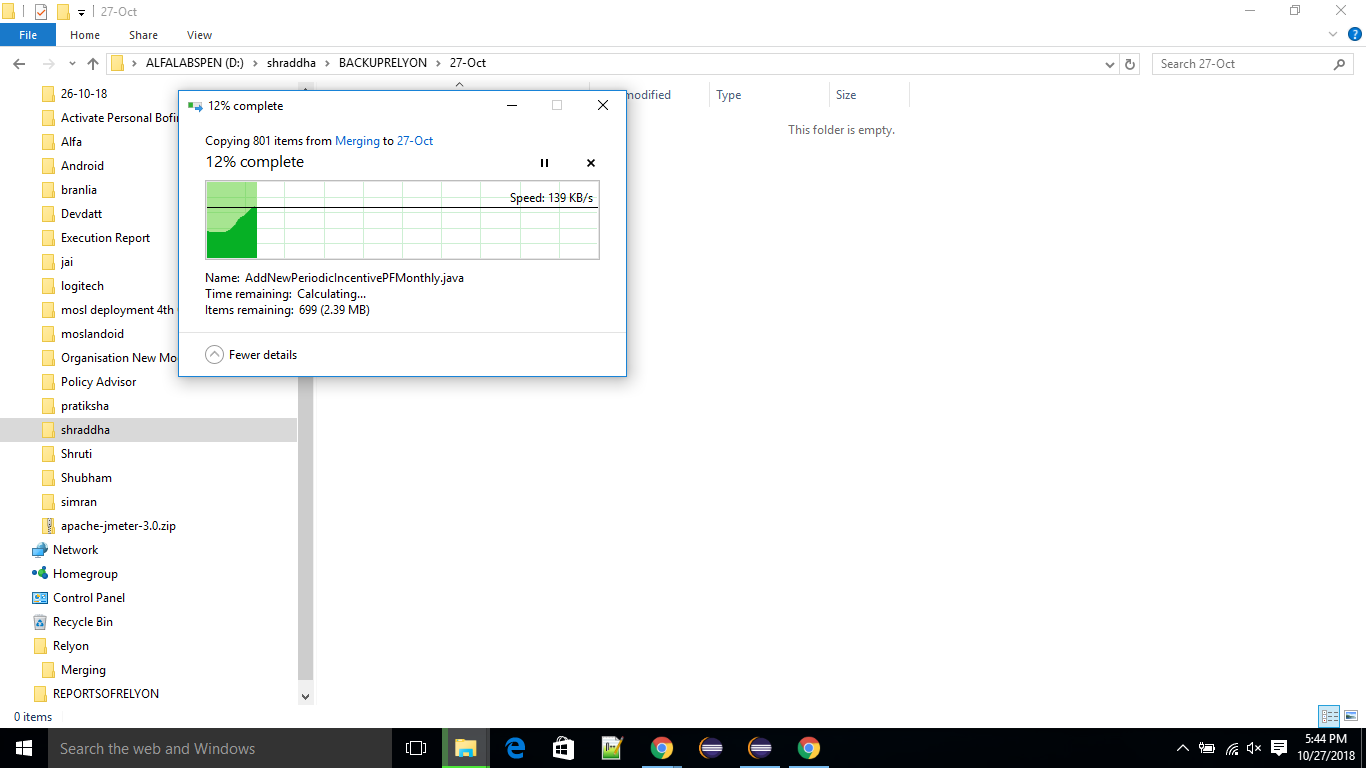 27-Oct
File Home Share View
ALFALABSPEN (D:) shraddha BACKUPRELYON 27-Oct
Search 27-Oct
modified Type Size
This folder is empty.
26-10-18
Activate Personal
Alfa
Android
branlia
Devdatt
Execution Report
jai
logitech
mosl deployment 4th
moslandoid
Organisation New
Policy Advisor
pratiksha
shraddha
Shruti
Shubham
simran
apache-jmeter-3.0.zip
Network
Homegroup
Control Panel
Recycle Bin
Relyon
Merging
REPORTSOFRELYON
12% complete
Copying 801 items from Merging to 27-Oct
12% complete
Speed: 139 KB/s
Name: AddNewPeriodicIncentivePFMonthly.java
Time remaining: Calculating...
Items remaining: 699 (2.39 MB)
Fewer details
0 items
Search the web and Windows
5:44 PM
10/27/2018